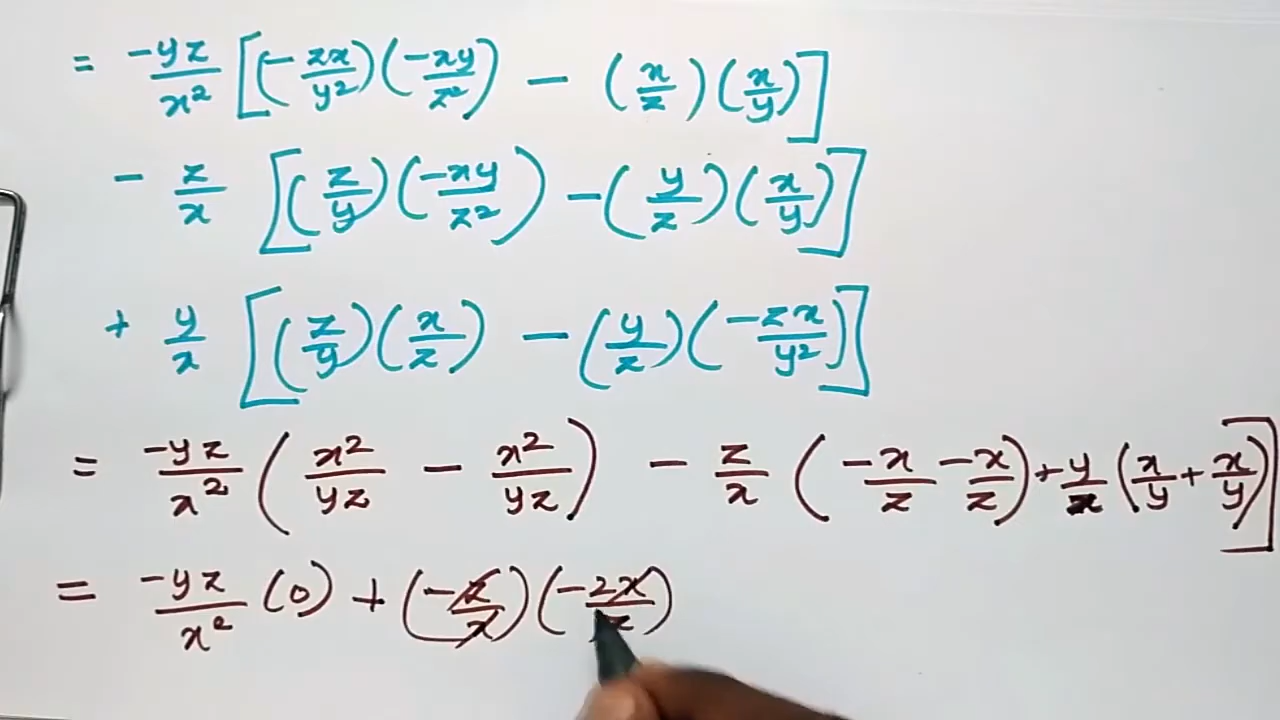 = -yz/x² [(-zx/y²)(-xy/z²) - (x/z)(x/y)]
- z/x [(z/y)(-xy/z²) - (y/z)(x/y)]
+ y/x [(z/y)(x/z) - (y/z)(-zx/y²)]
= -yz/x² (x²/yz - x²/yz) - z/x (-x/z -x/z) + y/x (x/y + x/y)]
= -yz/x² (0) + (-z/x)(-2x/z)